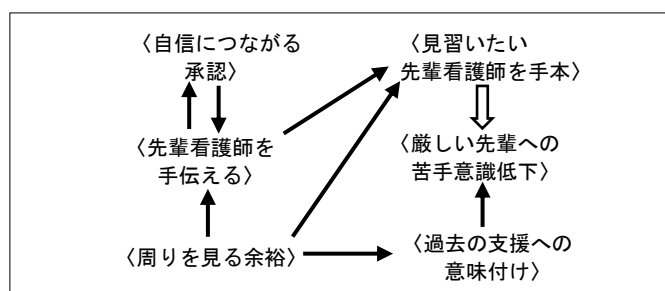 〈自信につながる
承認〉
〈見習いたい
先輩看護師を手本〉
〈先輩看護師を
手伝える〉
〈厳しい先輩への
苦手意識低下〉
〈周りを見る余裕〉
〈過去の支援への
意味付け〉